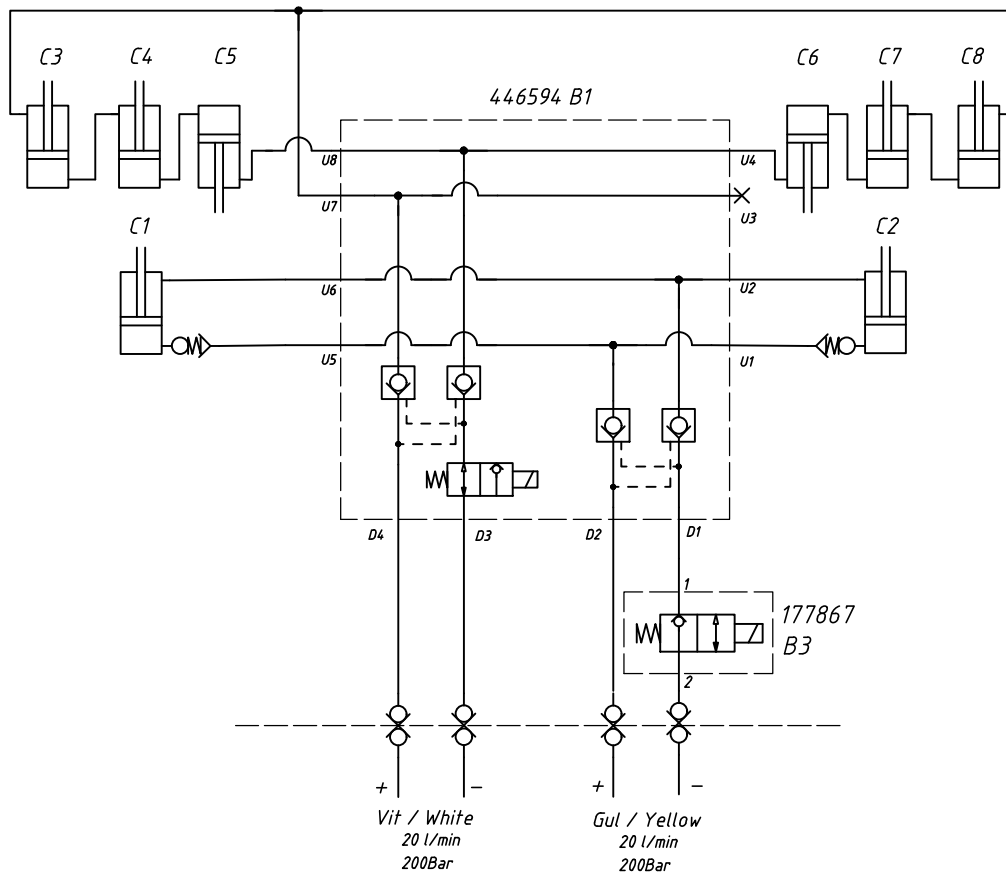 C3
C4
C5
C6
C7
C8
446594 B1
U8
U4
U7
U3
C1
C2
U6
U2
U5
U1
D4
D3
D2
D1
1
177867
B3
2
+
-
+
-
Vit / White
20 l/min
200Bar
Gul / Yellow
20 l/min
200Bar